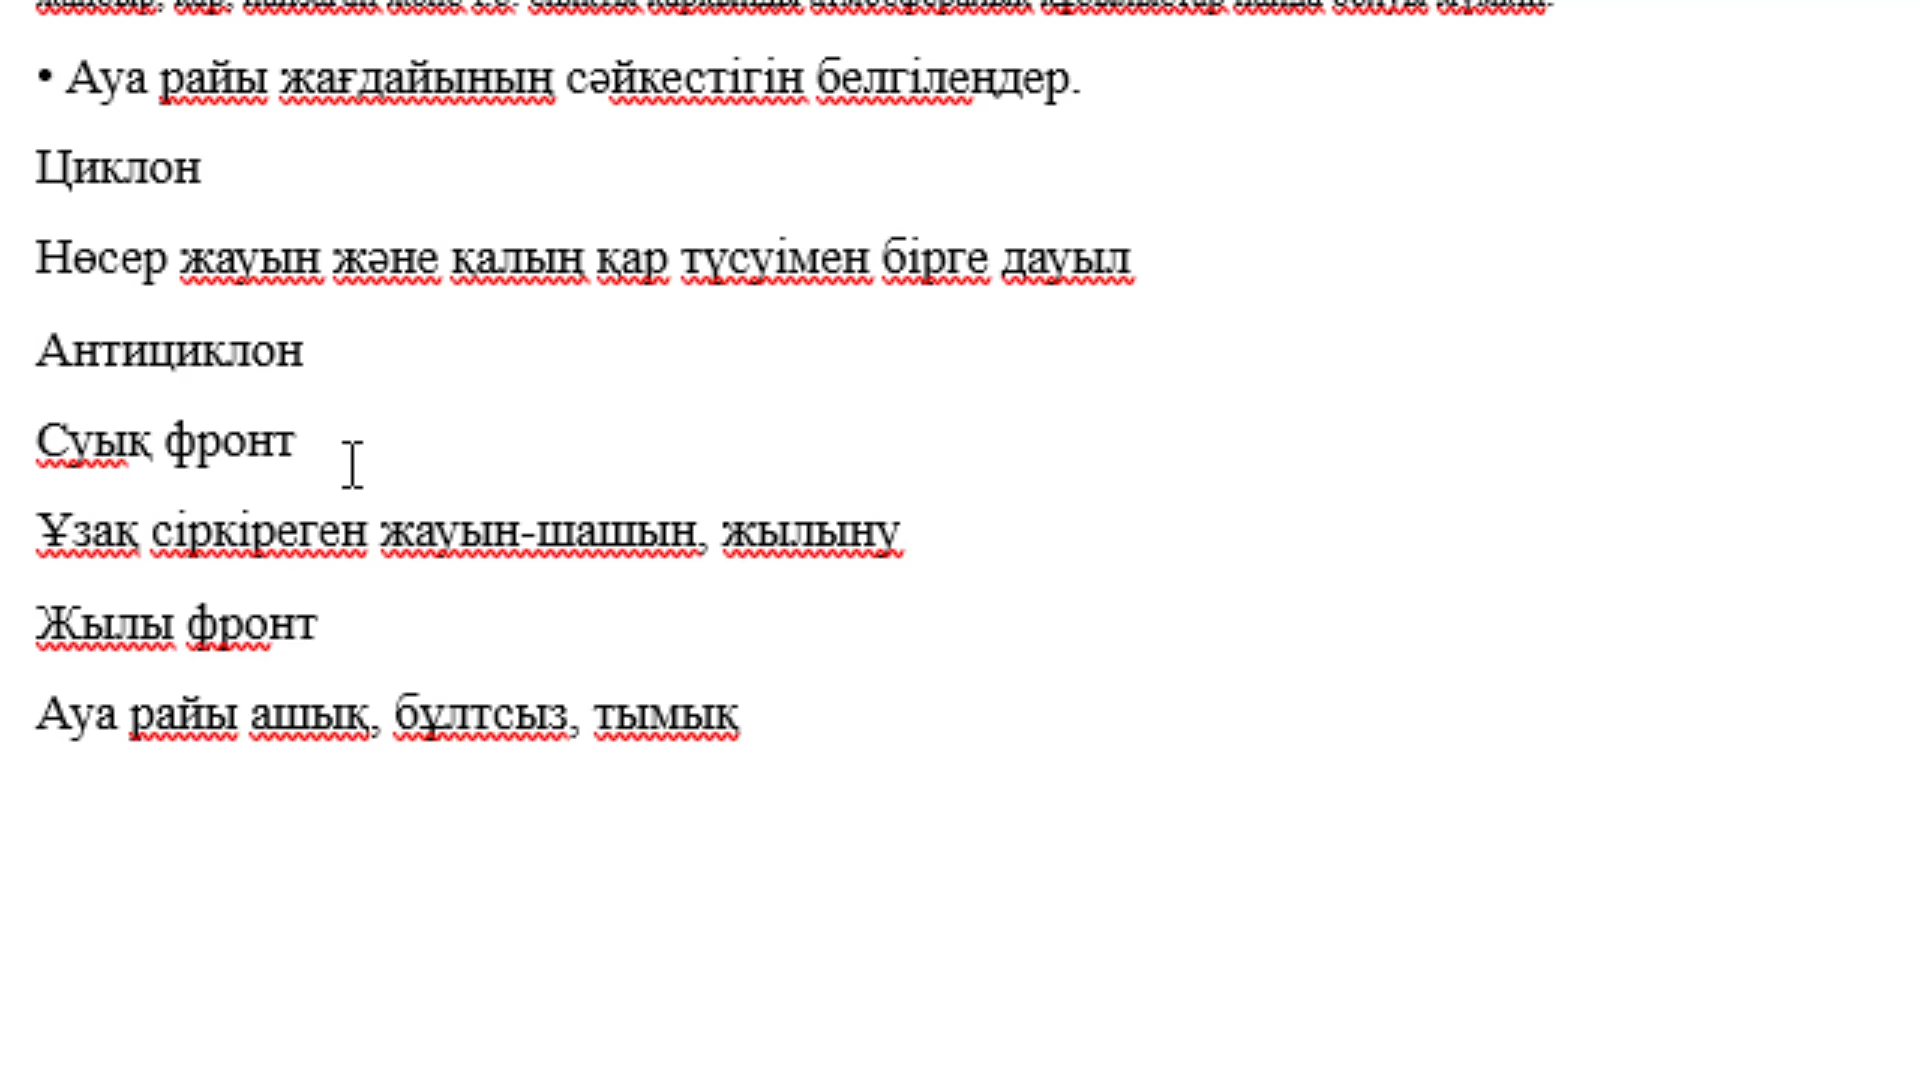 • Ауа райы жағдайының сәйкестігін белгілеңдер.
Циклон
Нөсер жауын және қалың қар түсуімен бірге дауыл
Антициклон
Суық фронт
Ұзақ сіркіреген жауын-шашын, жылыну
Жылы фронт
Ауа райы ашық, бұлтсыз, тымық